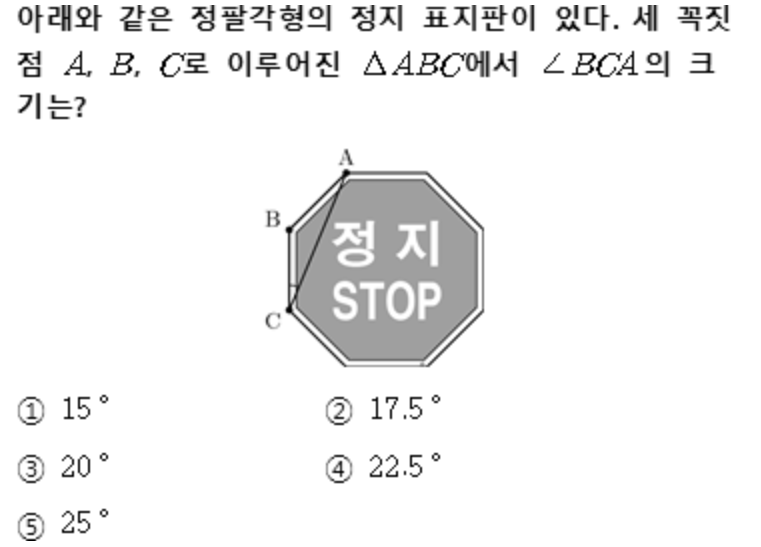 아래와 같은 정팔각형의 정지 표지판이 있다. 세 꼭짓
점 A, B, C로 이루어진 △ABC에서 ∠BCA의 크
기는?
A
B
정 지
STOP
C
① 15°
② 17.5°
③ 20°
④ 22.5°
⑤ 25°